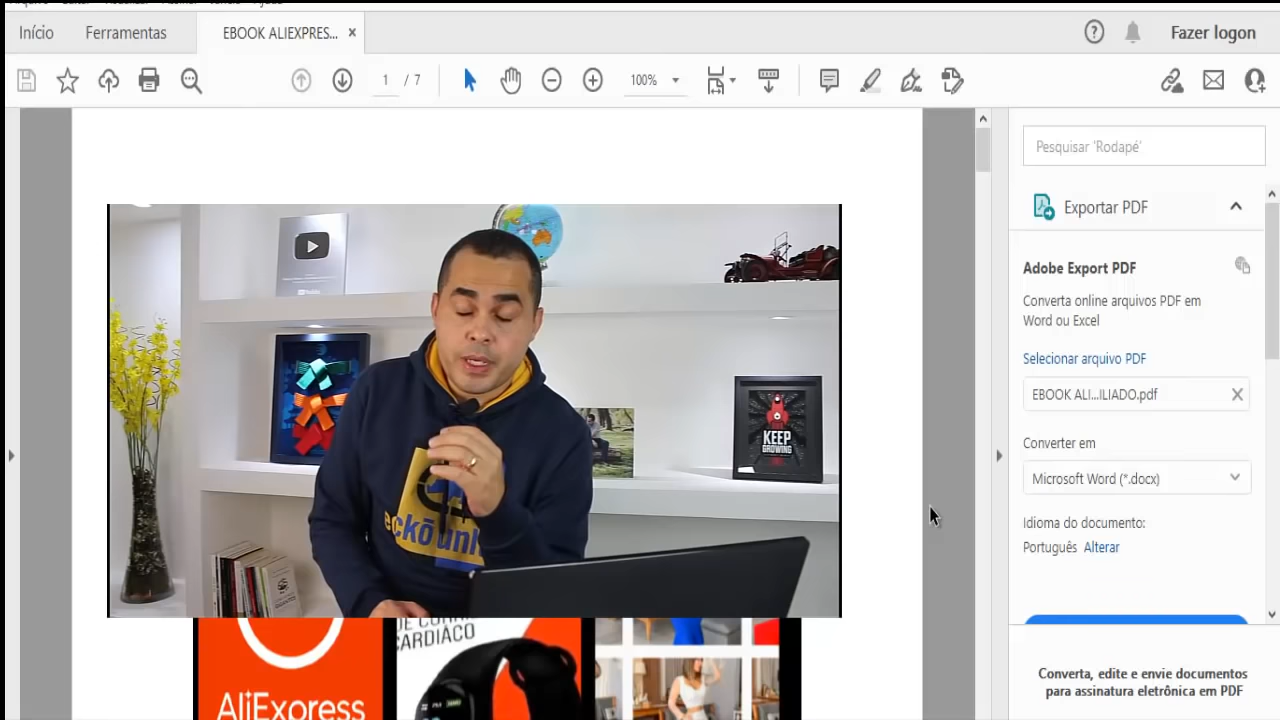 Início
Ferramentas
EBOOK ALIEXPRES...
Fazer logon
1 / 7
100%
Pesquisar 'Rodapé'
Exportar PDF
Adobe Export PDF
Converta online arquivos PDF em
Word ou Excel
Selecionar arquivo PDF
EBOOK ALI...ILIADO.pdf
Converter em
Microsoft Word (*.docx)
Idioma do documento:
Português Alterar
Converta, edite e envie documentos
para assinatura eletrônica em PDF
KEEP
GROWING
eckō unl
CARDÍACO
AliExpress